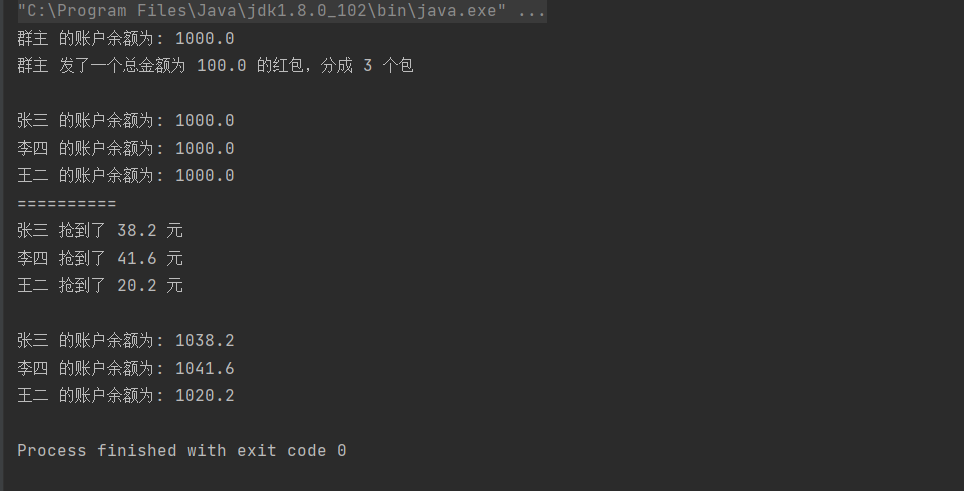 "C:\Program Files\Java\jdk1.8.0_102\bin\java.exe" ...
群主 的账户余额为: 1000.0
群主 发了一个总金额为 100.0 的红包，分成 3 个包
张三 的账户余额为: 1000.0
李四 的账户余额为: 1000.0
王二 的账户余额为: 1000.0
==========
张三 抢到了 38.2 元
李四 抢到了 41.6 元
王二 抢到了 20.2 元
张三 的账户余额为: 1038.2
李四 的账户余额为: 1041.6
王二 的账户余额为: 1020.2
Process finished with exit code 0